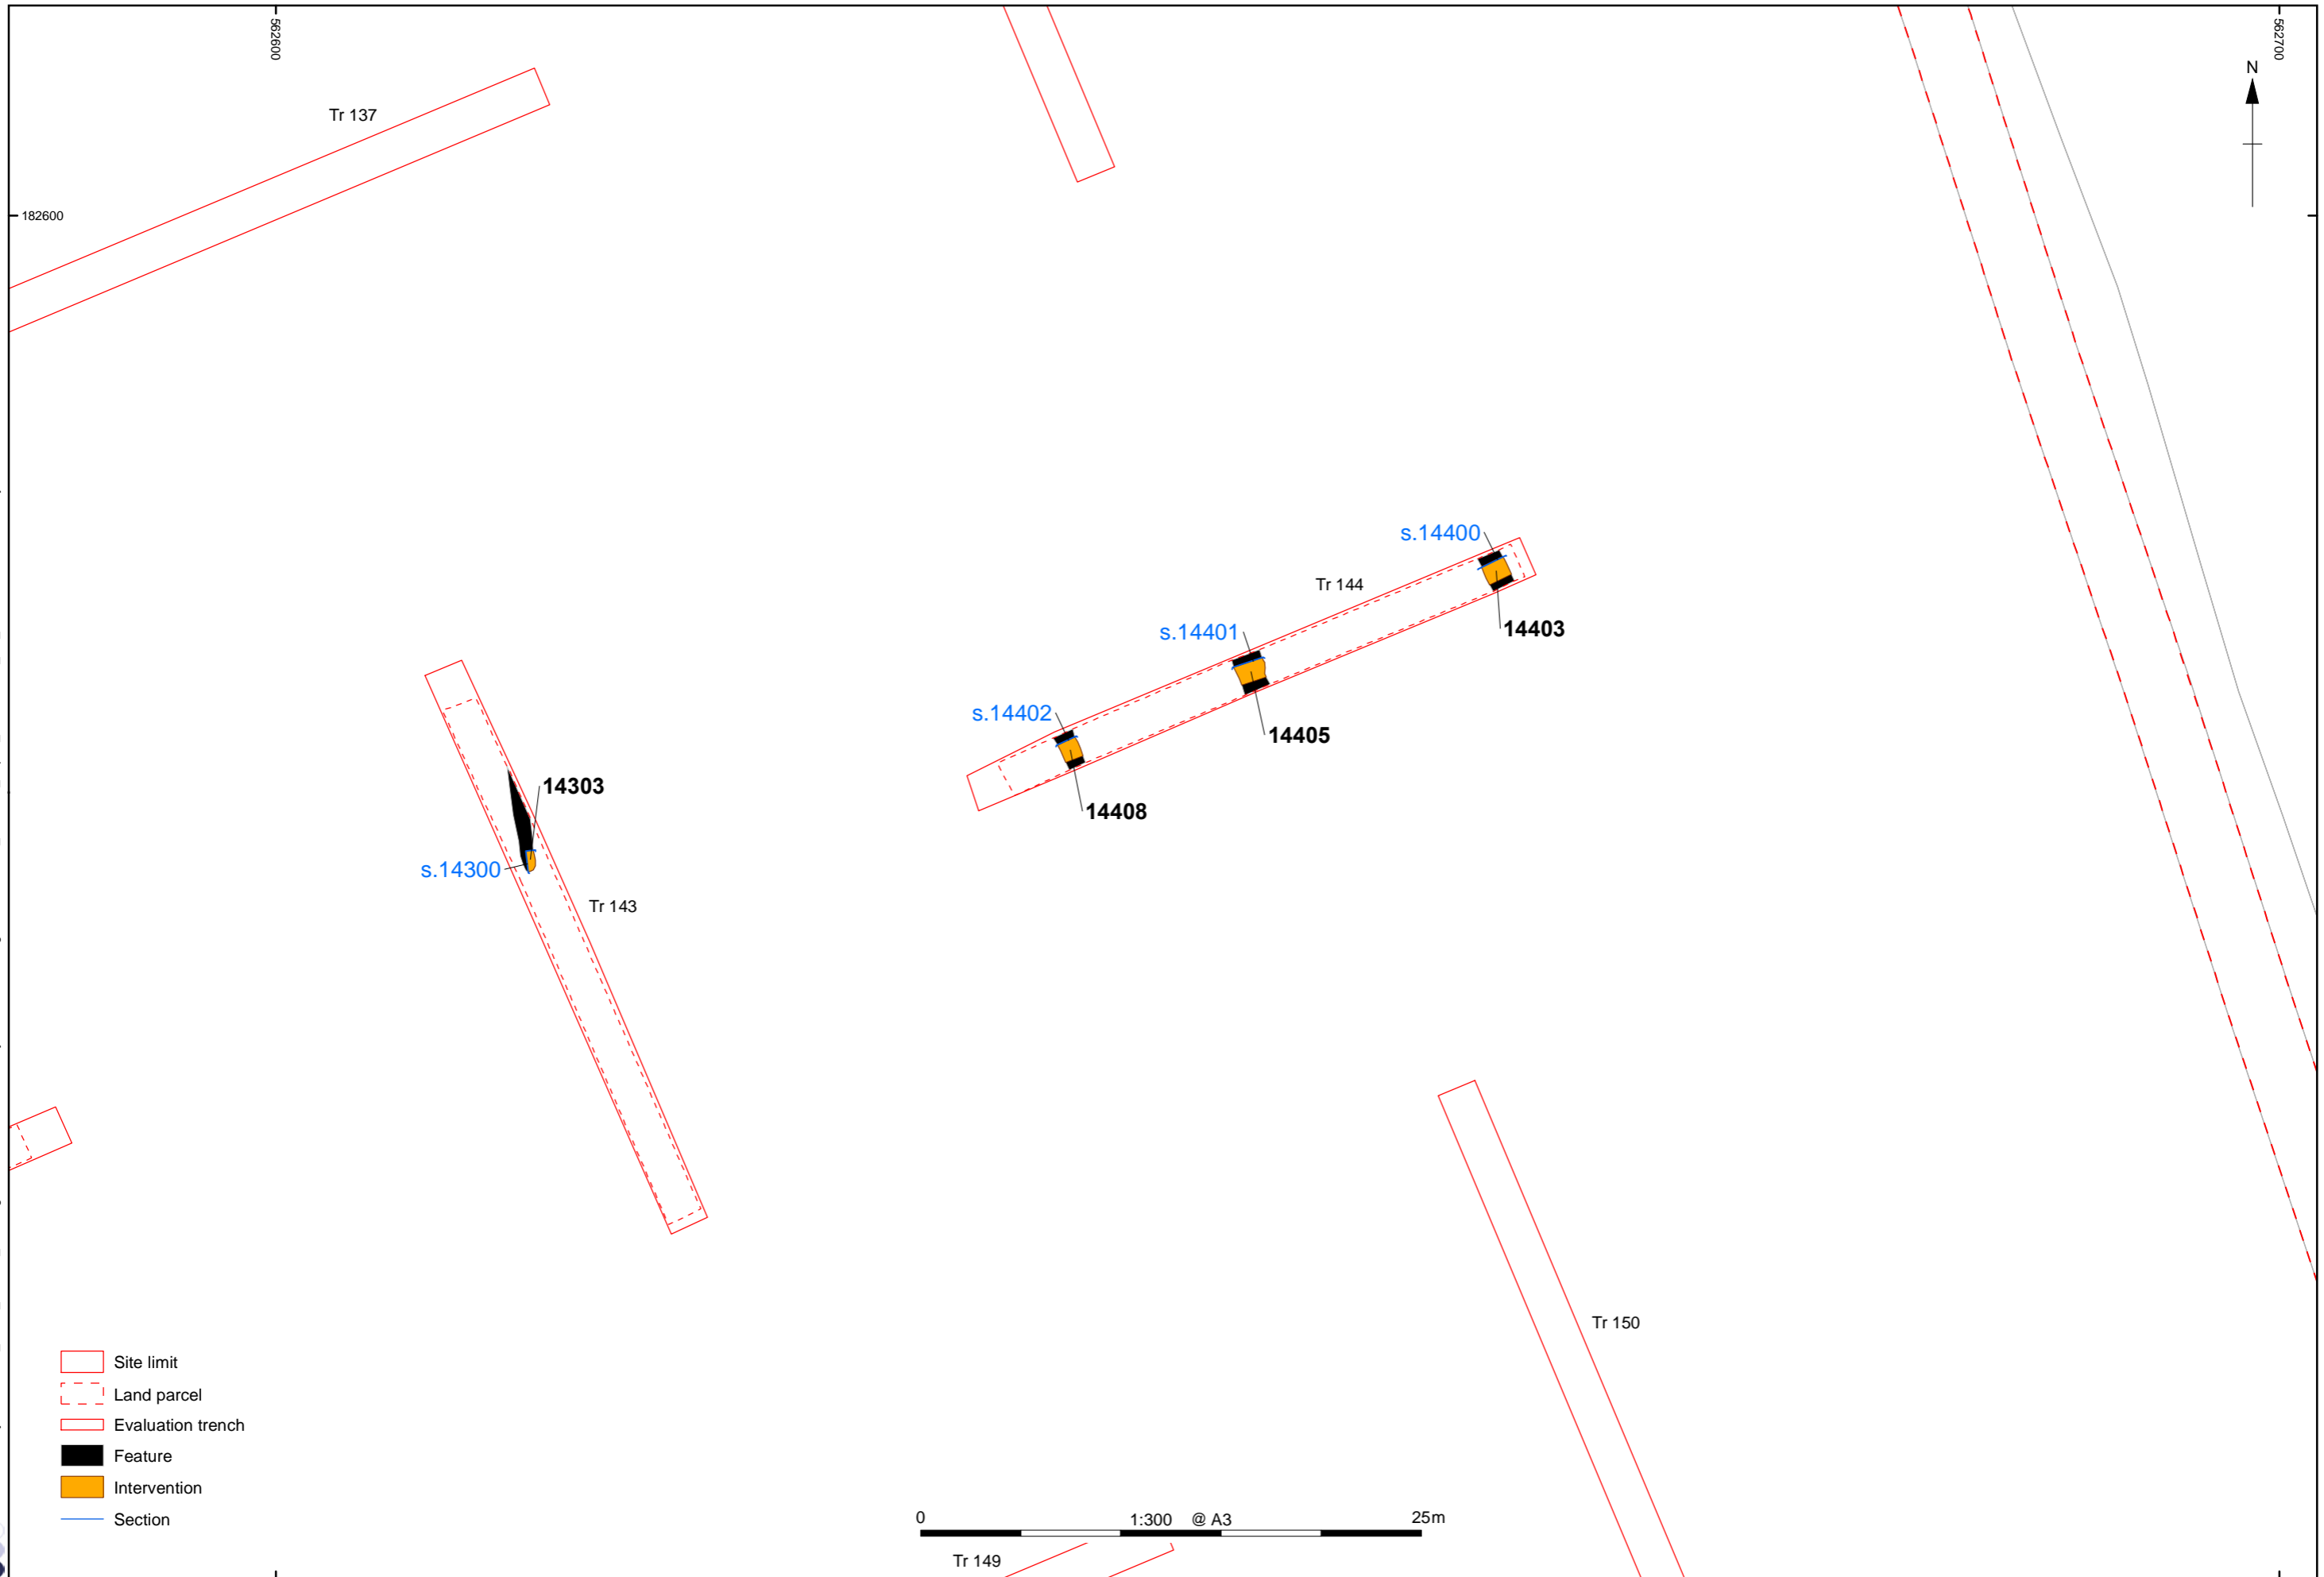 562600
562700
N
Tr 137
182600
s.14400
Tr 144
s.14401
14403
s.14402
14405
14303
14408
s.14300
Tr 143
Tr 150
Site limit
Land parcel
Evaluation trench
Feature
Intervention
Section
0 1:300 @ A3 25m
Tr 149